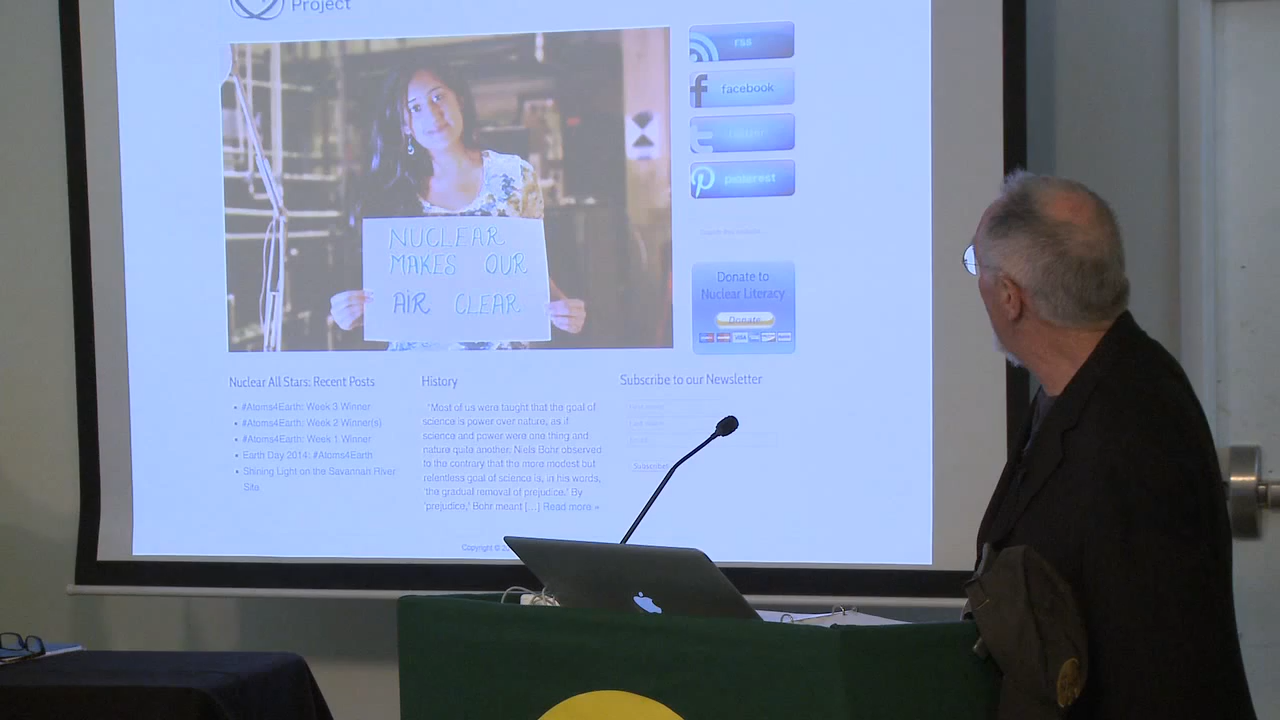 Project
rss
facebook
twitter
pinterest
NUCLEAR
MAKES OUR
AIR CLEAR
Donate to
Nuclear Literacy
Donate
Nuclear All Stars: Recent Posts
#Atoms4Earth: Week 3 Winner
#Atoms4Earth: Week 2 Winner(s)
#Atoms4Earth: Week 1 Winner
Earth Day 2014: #Atoms4Earth
Shining Light on the Savannah River
Site
History
"Most of us were taught that the goal of
science is power over nature, as if
science and power were one thing and
nature quite another. Niels Bohr observed
to the contrary that the more modest but
relentless goal of science is, in his words,
'the gradual removal of prejudice.' By
'prejudice,' Bohr meant [...] Read more »
Subscribe to our Newsletter
Subscribe
Copyright ©